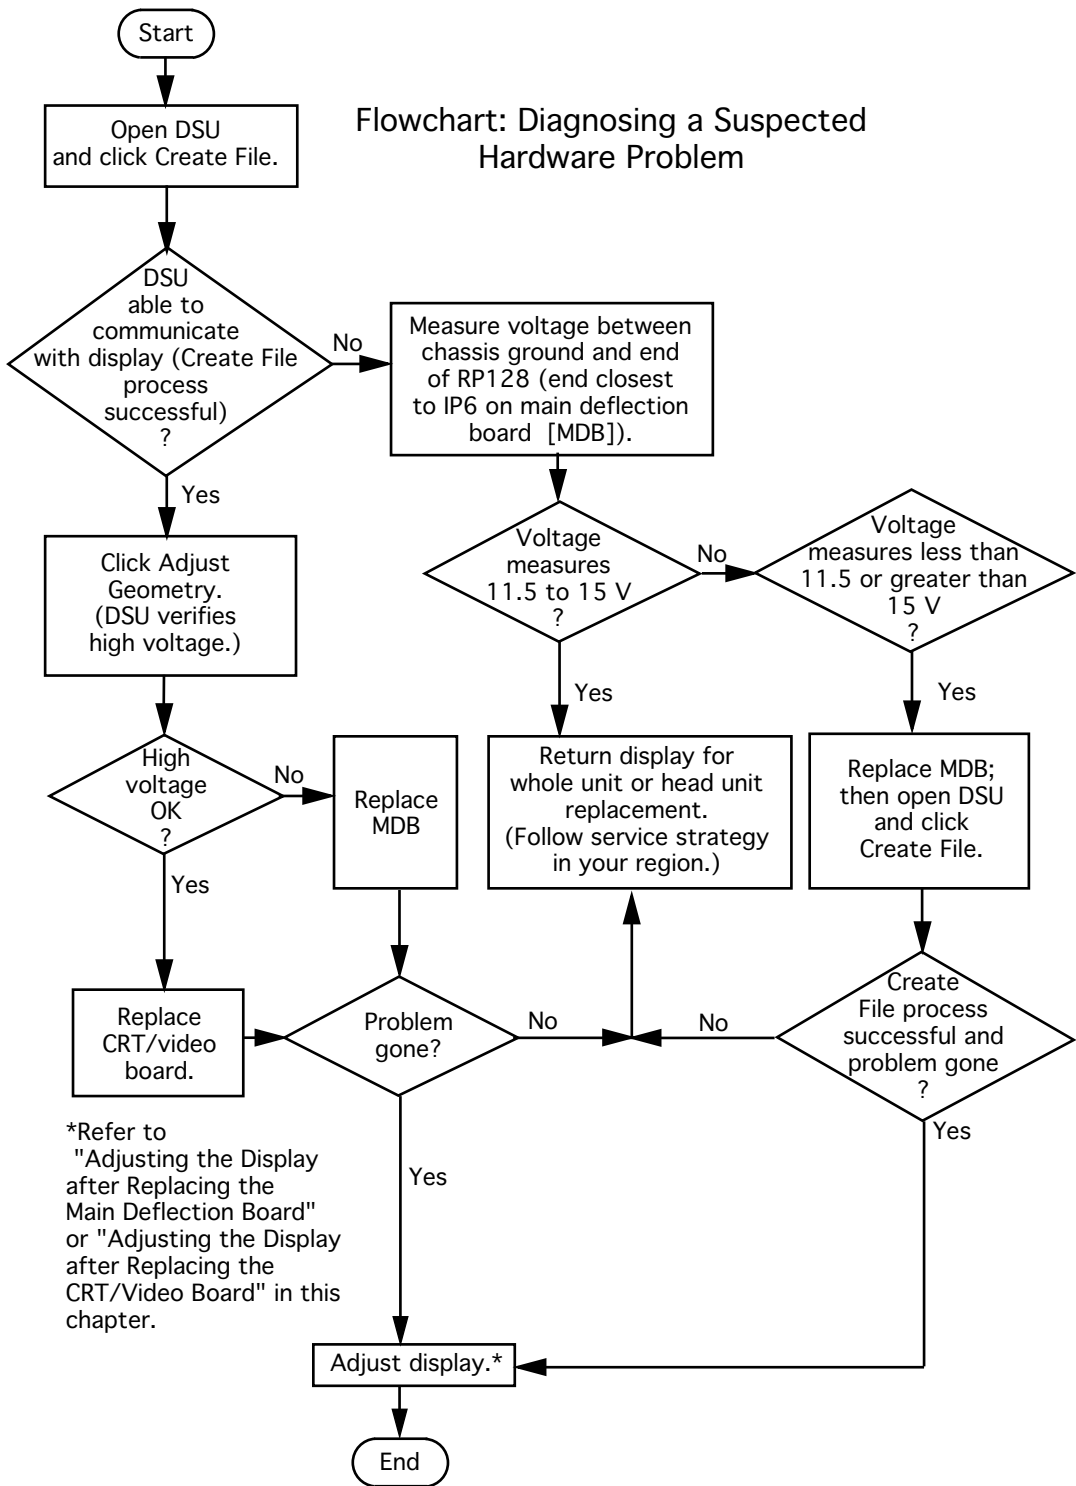 Start
Open DSU
and click Create File.
Flowchart: Diagnosing a Suspected
Hardware Problem
DSU
able to
communicate
with display (Create File
process
successful)
?
No
Measure voltage between
chassis ground and end
of RP128 (end closest
to IP6 on main deflection
board [MDB]).
Yes
Click Adjust
Geometry.
(DSU verifies
high voltage.)
Voltage
measures
11.5 to 15 V
?
No
Voltage
measures less than
11.5 or greater than
15 V
?
Yes
Yes
High
voltage
OK
?
No
Replace
MDB
Return display for
whole unit or head unit
replacement.
(Follow service strategy
in your region.)
Replace MDB;
then open DSU
and click
Create File.
Yes
Replace
CRT/video
board.
Problem
gone?
No
No
Create
File process
successful and
problem gone
?
Yes
Yes
*Refer to
"Adjusting the Display
after Replacing the
Main Deflection Board"
or "Adjusting the Display
after Replacing the
CRT/Video Board" in this
chapter.
Adjust display.*
End